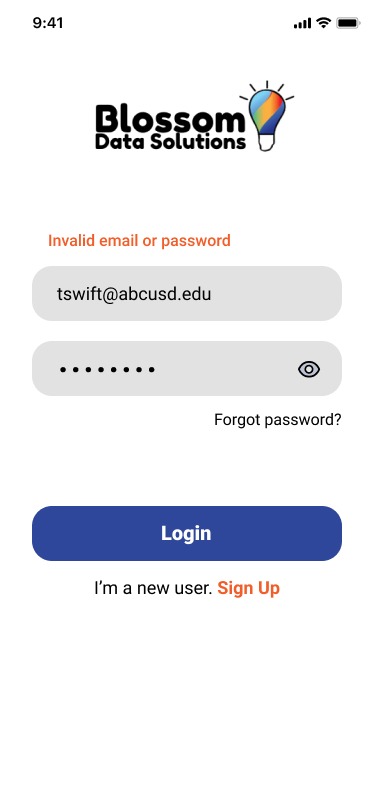 9:41
Blossom
Data Solutions
Invalid email or password
tswift@abcusd.edu
Forgot password?
Login
I'm a new user. Sign Up